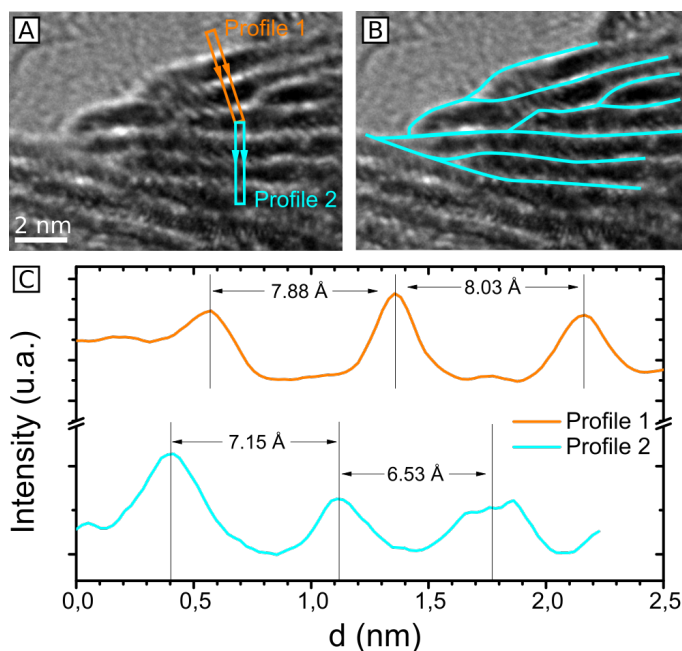 A
Profile 1
Profile 2
2 nm
B
C
7.88 Å
8.03 Å
7.15 Å
6.53 Å
Profile 1
Profile 2
Intensity (u.a.)
0,0
0,5
1,0
1,5
2,0
2,5
d (nm)